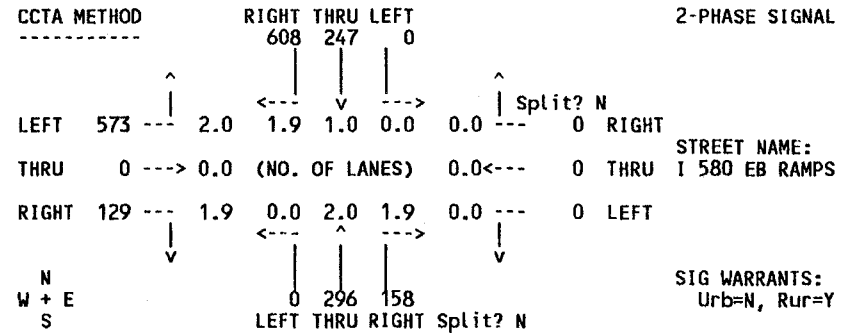 CCTA METHOD RIGHT THRU LEFT 2-PHASE SIGNAL
----------- 608 247 0
^ ^
<--- v ---> Split? N
LEFT 573 --- 2.0 1.9 1.0 0.0 0.0 --- 0 RIGHT
STREET NAME:
THRU 0 ---> 0.0 (NO. OF LANES) 0.0<--- 0 THRU I 580 EB RAMPS
RIGHT 129 --- 1.9 0.0 2.0 1.9 0.0 --- 0 LEFT
<--- ^ --->
v v
N SIG WARRANTS:
W + E 0 296 158 Urb=N, Rur=Y
S LEFT THRU RIGHT Split? N